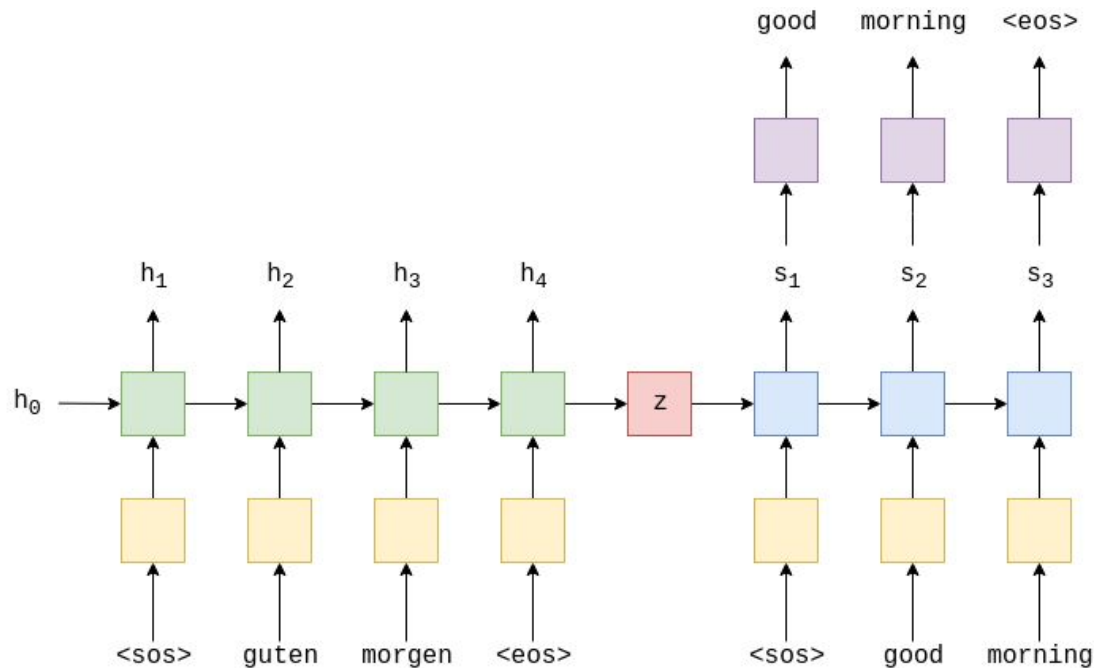 good morning <eos>
h₁ h₂ h₃ h₄ s₁ s₂ s₃
h₀ z
<sos> guten morgen <eos> <sos> good morning